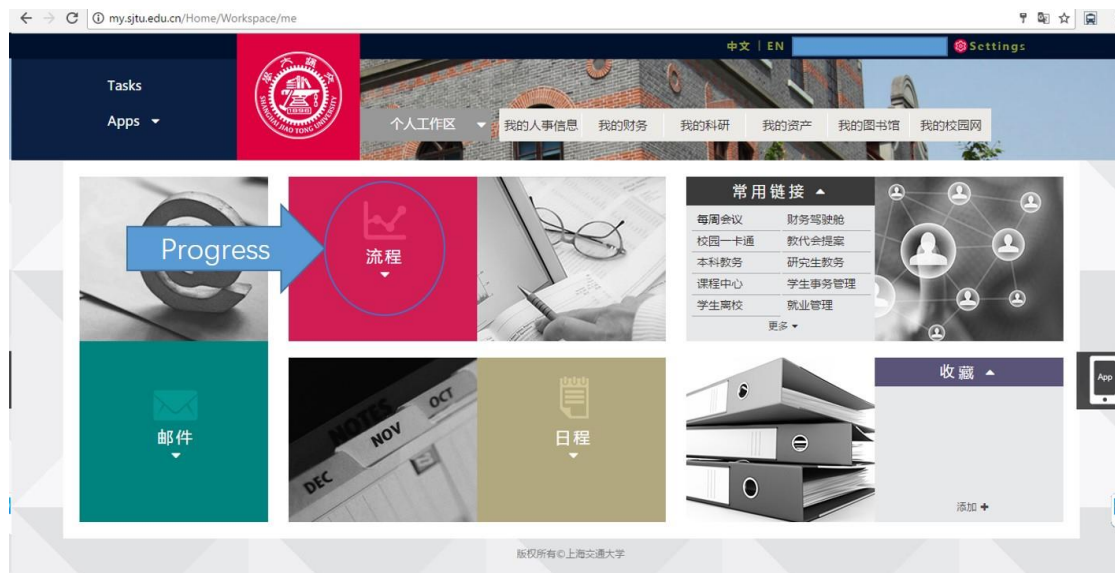 my.sjtu.edu.cn/Home/Workspace/me
中文 | EN
Settings
Tasks
Apps
SHANGHAI JIAO TONG UNIVERSITY
1896
个人工作区 我的人事信息 我的财务 我的科研 我的资产 我的图书馆 我的校园网
Progress
流程
常用链接
每周会议 财务驾驶舱
校园一卡通 教代会提案
本科教务 研究生教务
课程中心 学生事务管理
学生离校 就业管理
更多
邮件
NOTES
OCT
NOV
DEC
日程
收藏
添加
App
版权所有©上海交通大学